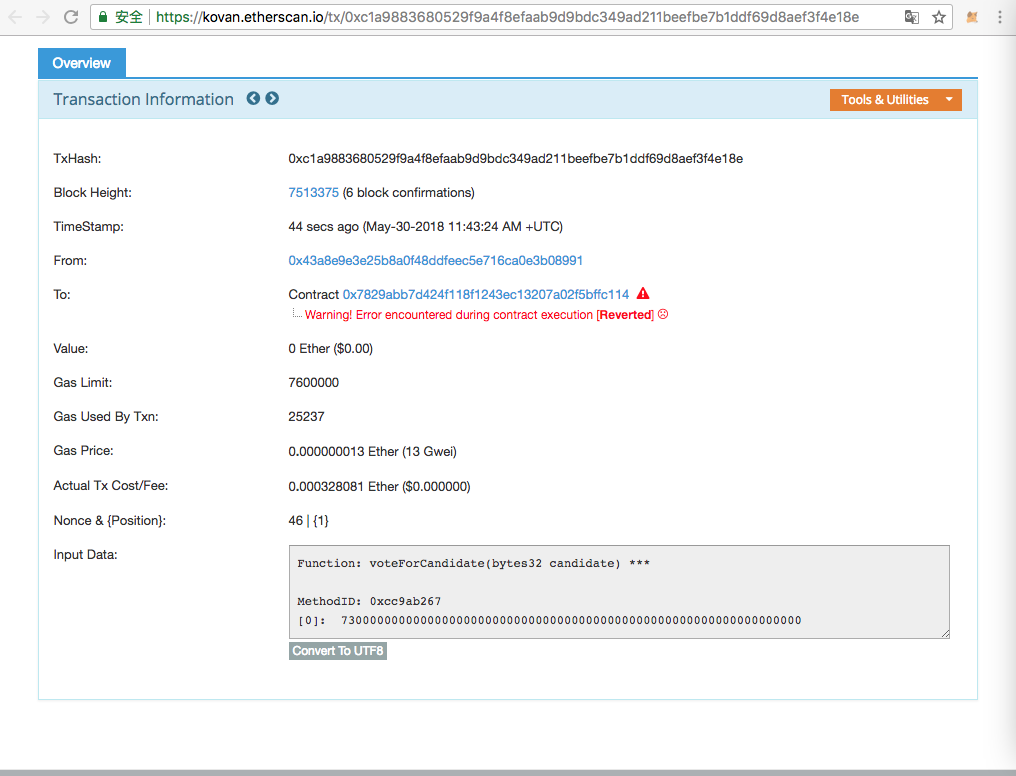 安全 https://kovan.etherscan.io/tx/0xc1a9883680529f9a4f8efaab9d9bdc349ad211beefbe7b1ddf69d8aef3f4e18e
Overview
Transaction Information
Tools & Utilities
TxHash: 0xc1a9883680529f9a4f8efaab9d9bdc349ad211beefbe7b1ddf69d8aef3f4e18e
Block Height: 7513375 (6 block confirmations)
TimeStamp: 44 secs ago (May-30-2018 11:43:24 AM +UTC)
From: 0x43a8e9e3e25b8a0f48ddfeec5e716ca0e3b08991
To: Contract 0x7829abb7d424f118f1243ec13207a02f5bffc114
Warning! Error encountered during contract execution [Reverted]
Value: 0 Ether ($0.00)
Gas Limit: 7600000
Gas Used By Txn: 25237
Gas Price: 0.000000013 Ether (13 Gwei)
Actual Tx Cost/Fee: 0.000328081 Ether ($0.000000)
Nonce & {Position}: 46 | {1}
Input Data:
Function: voteForCandidate(bytes32 candidate) ***
MethodID: 0xcc9ab267
[0]: 7300000000000000000000000000000000000000000000000000000000000000
Convert To UTF8